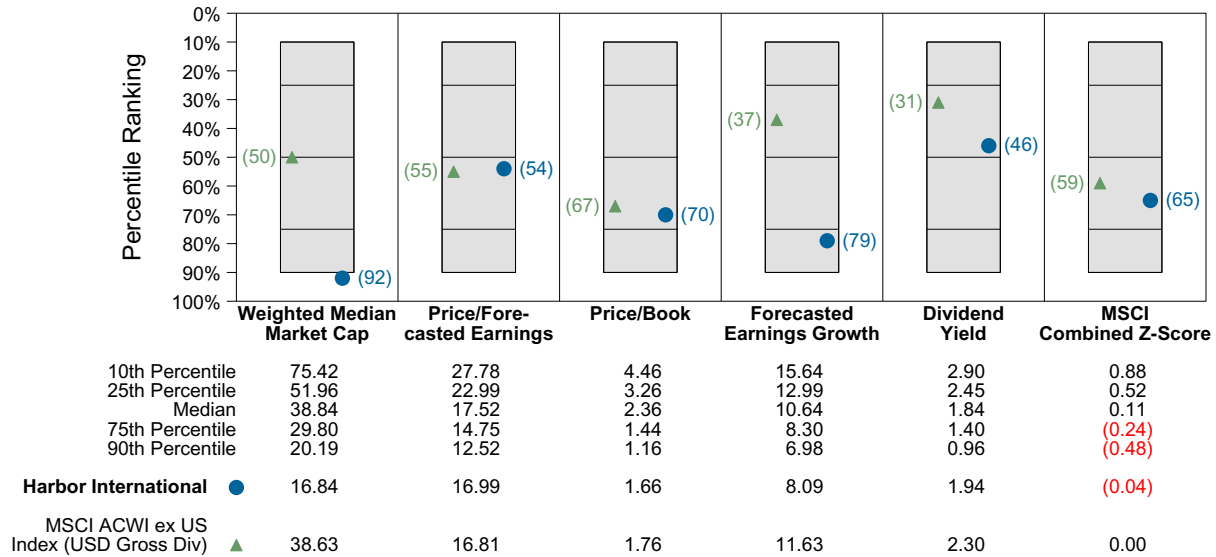 Percentile Ranking
0%
10%
20%
30%
40%
50%
60%
70%
80%
90%
100%
(50)
(92)
(55)
(54)
(67)
(70)
(37)
(79)
(31)
(46)
(59)
(65)
Weighted Median Market Cap
Price/Fore-casted Earnings
Price/Book
Forecasted Earnings Growth
Dividend Yield
MSCI Combined Z-Score
10th Percentile 75.42 27.78 4.46 15.64 2.90 0.88
25th Percentile 51.96 22.99 3.26 12.99 2.45 0.52
Median 38.84 17.52 2.36 10.64 1.84 0.11
75th Percentile 29.80 14.75 1.44 8.30 1.40 (0.24)
90th Percentile 20.19 12.52 1.16 6.98 0.96 (0.48)
Harbor International 16.84 16.99 1.66 8.09 1.94 (0.04)
MSCI ACWI ex US
Index (USD Gross Div) 38.63 16.81 1.76 11.63 2.30 0.00